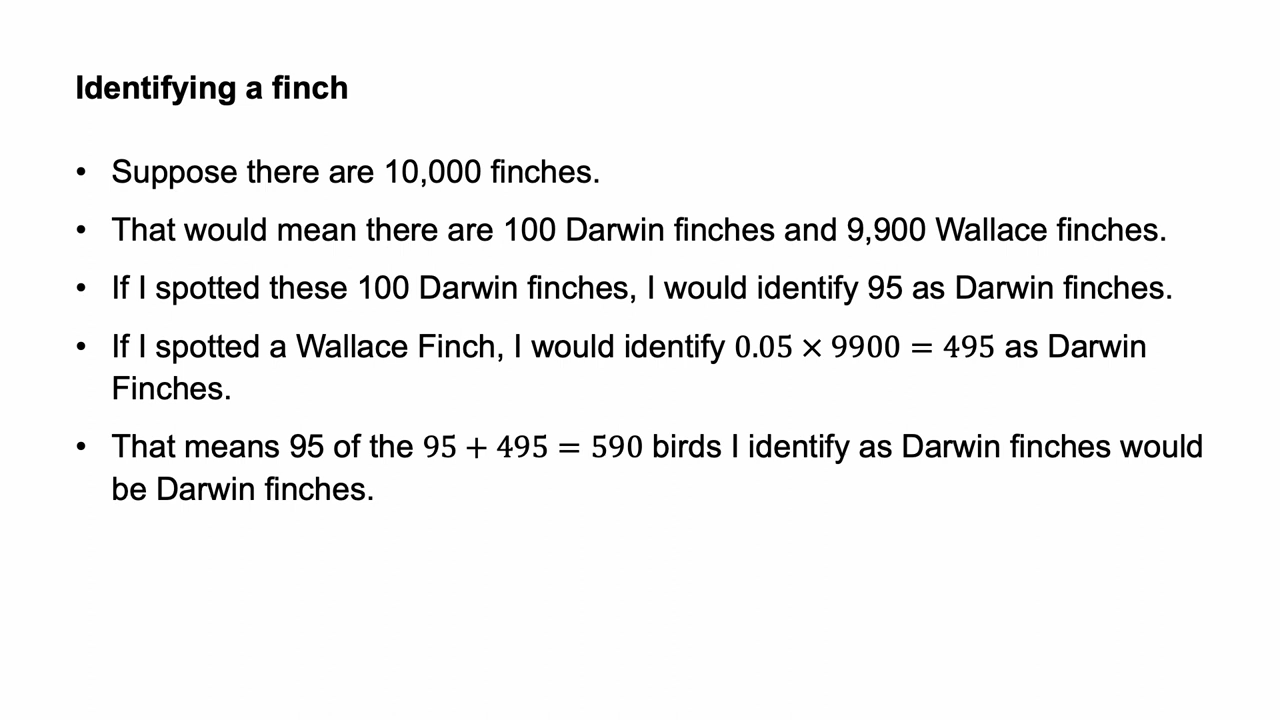 Identifying a finch
• Suppose there are 10,000 finches.
• That would mean there are 100 Darwin finches and 9,900 Wallace finches.
• If I spotted these 100 Darwin finches, I would identify 95 as Darwin finches.
• If I spotted a Wallace Finch, I would identify 0.05 × 9900 = 495 as Darwin
Finches.
• That means 95 of the 95 + 495 = 590 birds I identify as Darwin finches would
be Darwin finches.